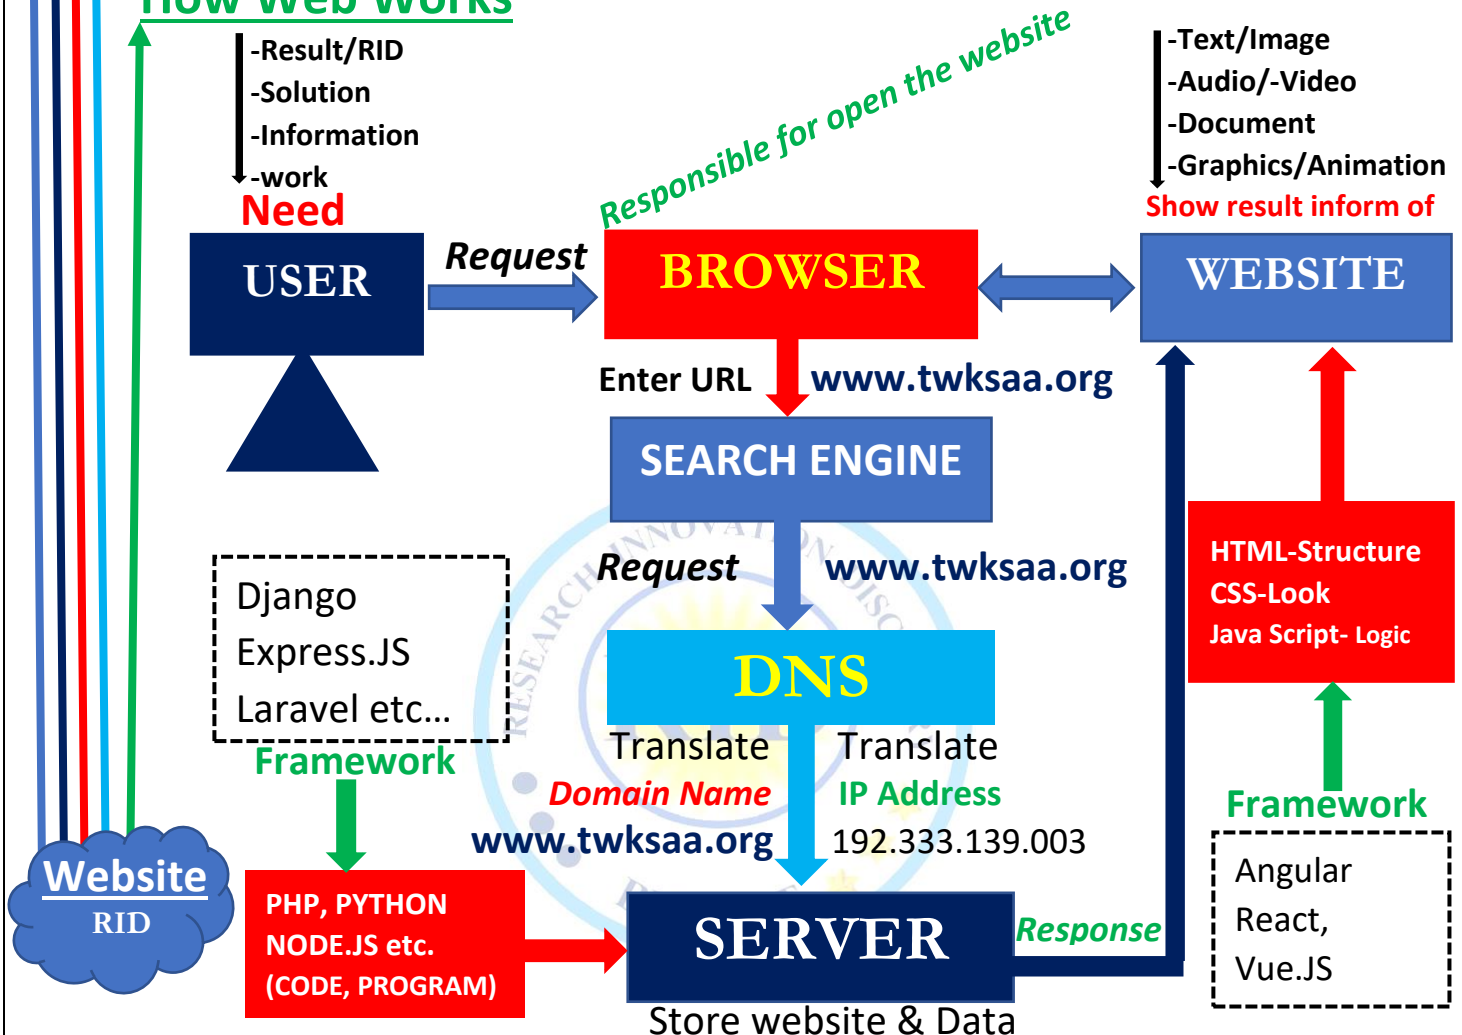 How Web Works
-Result/RID
-Solution
-Information
-work
Need
Responsible for open the website
-Text/Image
-Audio/-Video
-Document
-Graphics/Animation
Show result inform of
USER
Request
BROWSER
WEBSITE
Enter URL
www.twksaa.org
SEARCH ENGINE
Request
www.twksaa.org
HTML-Structure
CSS-Look
Java Script- Logic
Django
Express.JS
Laravel etc...
Framework
DNS
Translate
Domain Name
www.twksaa.org
Translate
IP Address
192.333.139.003
Framework
Angular
React,
Vue.JS
Website
RID
PHP, PYTHON
NODE.JS etc.
(CODE, PROGRAM)
SERVER
Response
Store website & Data
RESEARCH INNOVATION